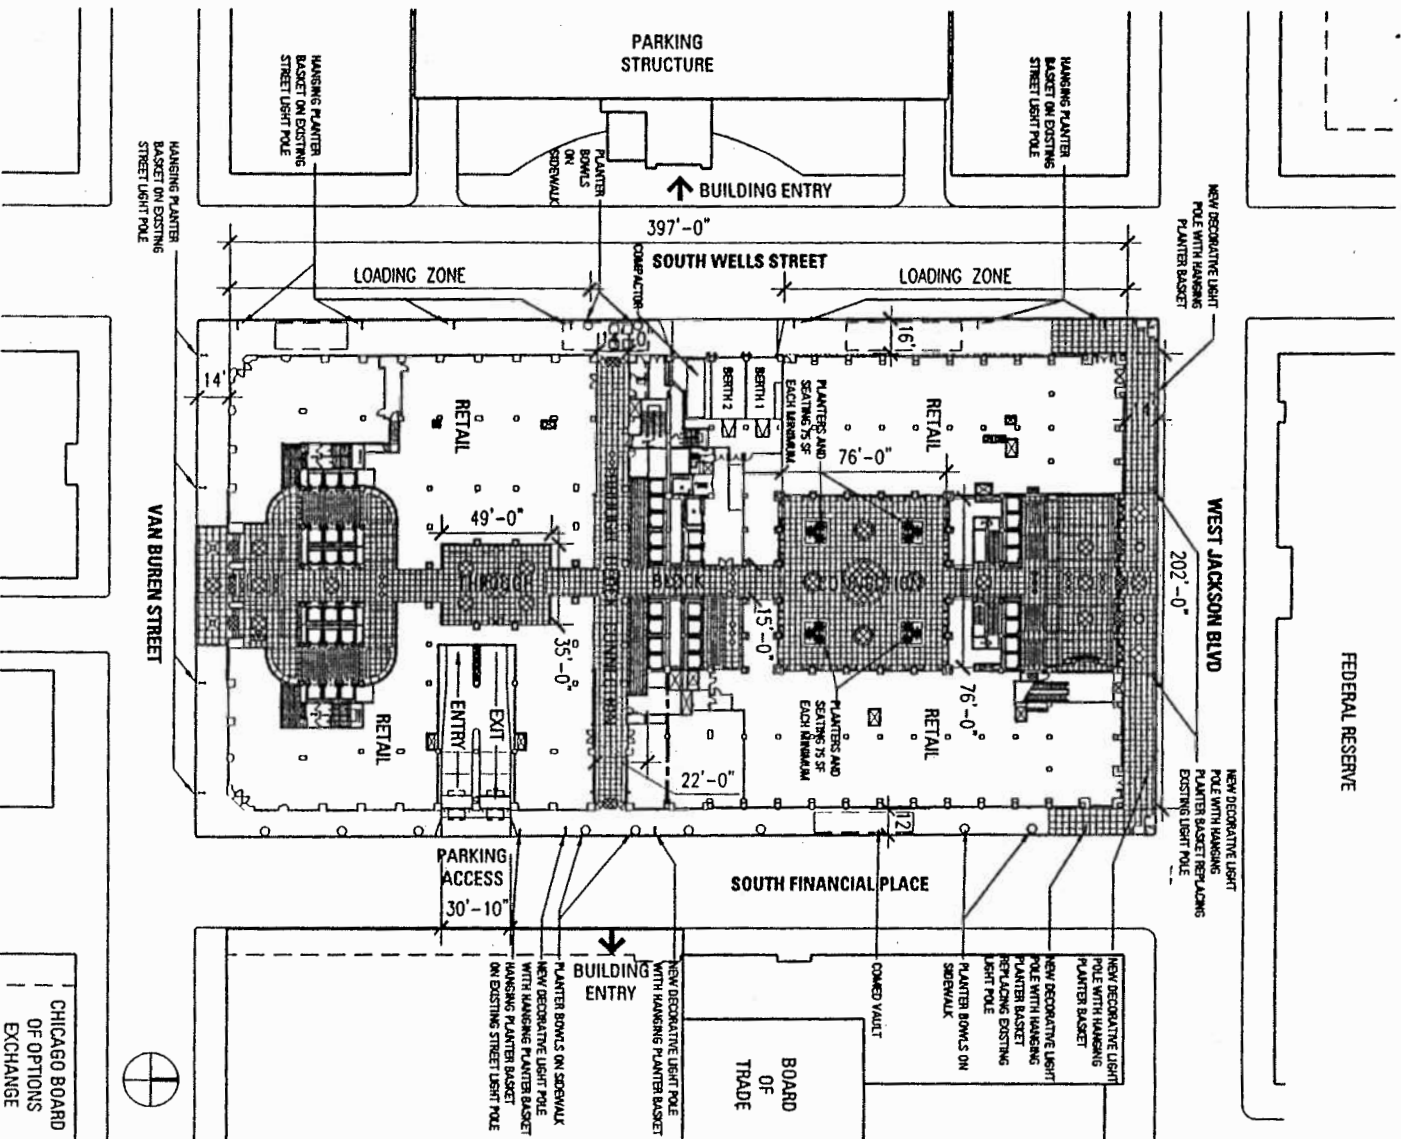 PARKING
STRUCTURE
HANGING PLANTER
BASKET ON EXISTING
STREET LIGHT POLE
HANGING PLANTER
BASKET ON EXISTING
STREET LIGHT POLE
HANGING PLANTER
BASKET ON EXISTING
STREET LIGHT POLE
PLANTER
BOWLS
ON
SIDEWALK
BUILDING ENTRY
397'-0"
SOUTH WELLS STREET
NEW DECORATIVE LIGHT
POLE WITH HANGING
PLANTER BASKET
LOADING ZONE
COMPACTOR
LOADING ZONE
16'
14'
14'
14'
BERTH 2
BERTH 1
PLANTERS AND
SEATING 75 SF
EACH MINIMUM
RETAIL
RETAIL
76'-0"
49'-0"
THROUGH BLOCK CONNECTION
THROUGH
BLOCK
CONNECTION
VAN BUREN STREET
WEST JACKSON BLVD
202'-0"
15'-0"
35'-0"
76'-0"
ENTRY
EXIT
RETAIL
RETAIL
PLANTERS AND
SEATING 75 SF
EACH MINIMUM
22'-0"
FEDERAL RESERVE
NEW DECORATIVE LIGHT
POLE WITH HANGING
PLANTER BASKET REPLACING
EXISTING LIGHT POLE
12'
PARKING
ACCESS
30'-10"
SOUTH FINANCIAL PLACE
BUILDING
ENTRY
HANGING PLANTER BASKET
ON EXISTING STREET LIGHT POLE
NEW DECORATIVE LIGHT POLE
WITH HANGING PLANTER BASKET
PLANTER BOWLS ON SIDEWALK
NEW DECORATIVE LIGHT POLE
WITH HANGING PLANTER BASKET
COMED VAULT
PLANTER BOWLS ON
SIDEWALK
NEW DECORATIVE LIGHT
POLE WITH HANGING
PLANTER BASKET
REPLACING EXISTING
LIGHT POLE
NEW DECORATIVE LIGHT
POLE WITH HANGING
PLANTER BASKET
BOARD
OF
TRADE
CHICAGO BOARD
OF OPTIONS
EXCHANGE